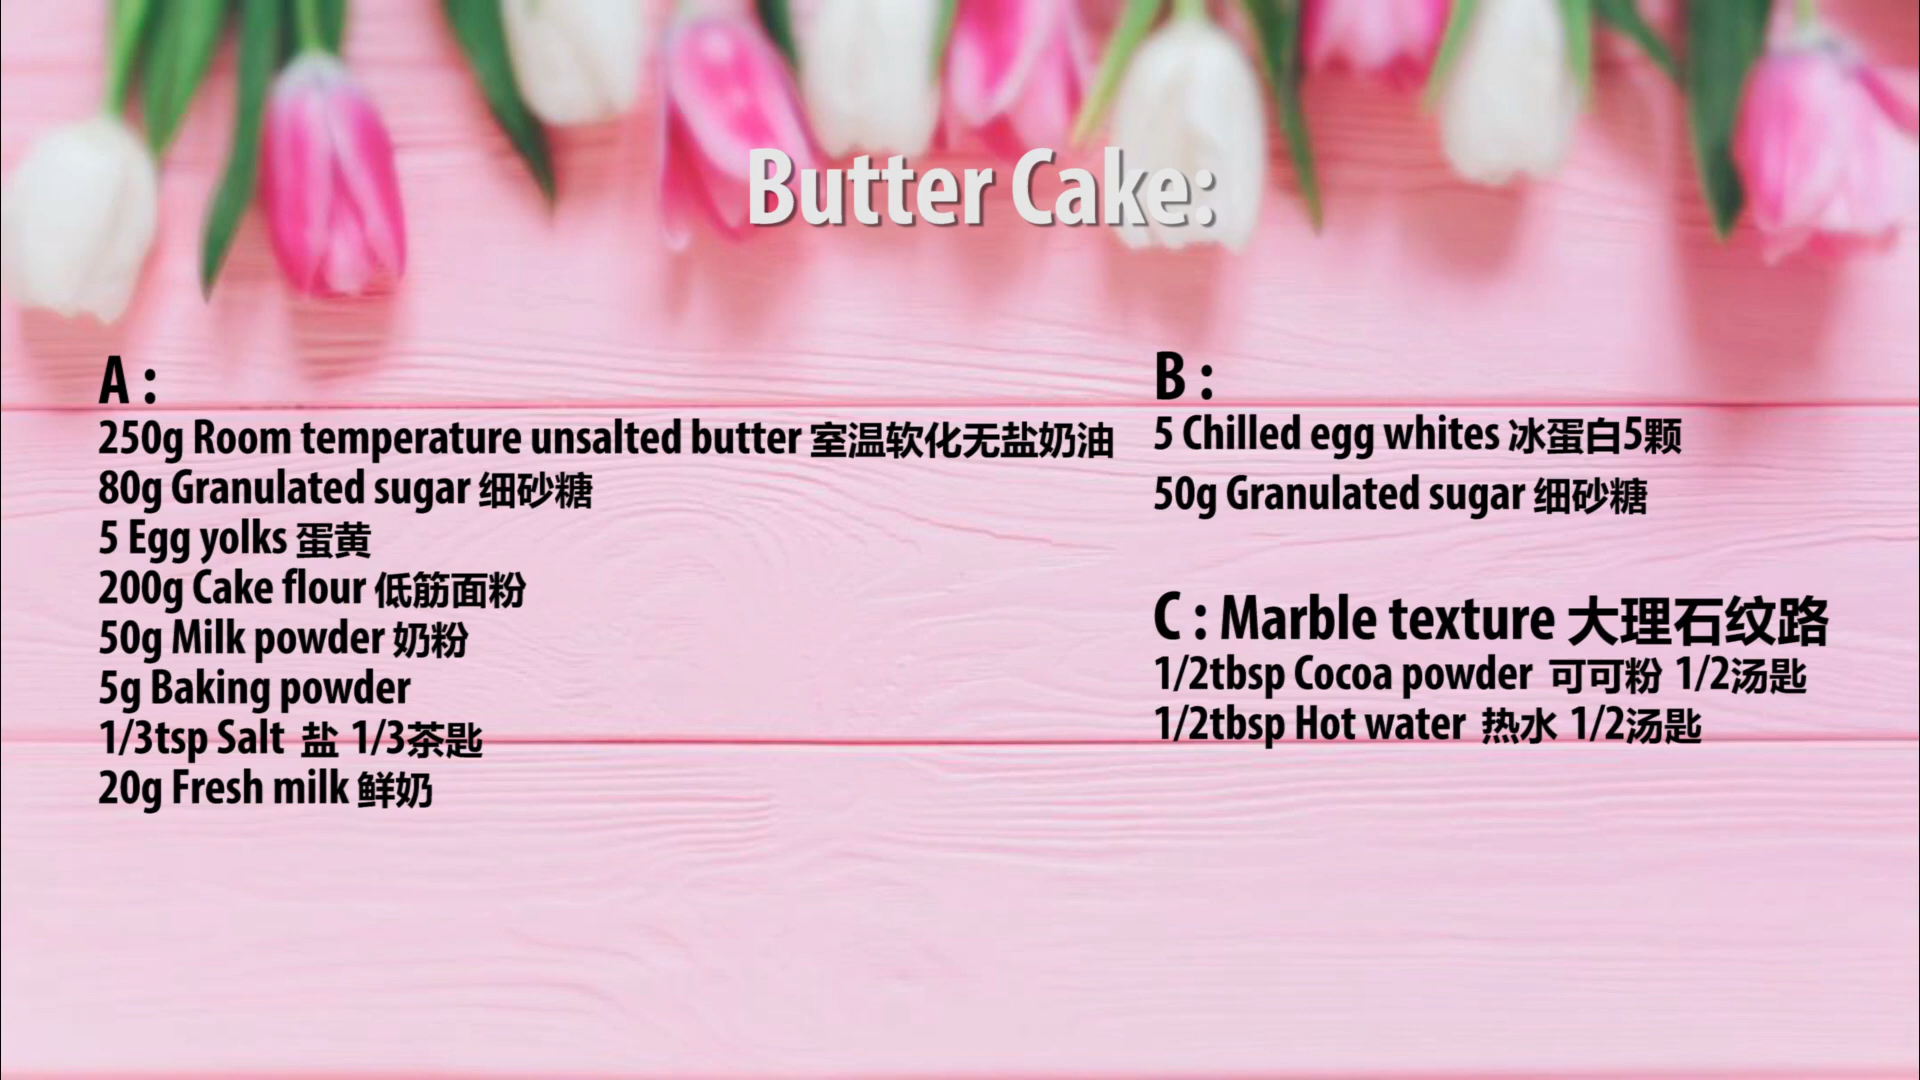 Butter Cake:
A :
250g Room temperature unsalted butter 室温软化无盐奶油
80g Granulated sugar 细砂糖
5 Egg yolks 蛋黄
200g Cake flour 低筋面粉
50g Milk powder 奶粉
5g Baking powder
1/3tsp Salt 盐 1/3茶匙
20g Fresh milk 鲜奶
B :
5 Chilled egg whites 冰蛋白5颗
50g Granulated sugar 细砂糖
C : Marble texture 大理石纹路
1/2tbsp Cocoa powder 可可粉 1/2汤匙
1/2tbsp Hot water 热水 1/2汤匙